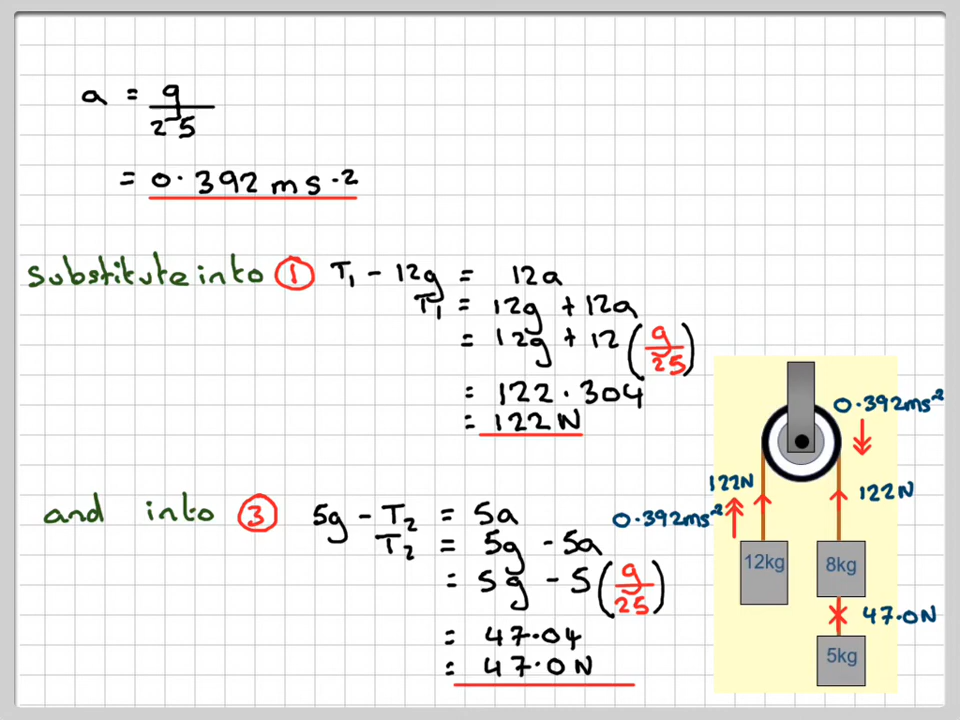 a = g/25
= 0.392 ms-2
substitute into ① T₁ - 12g = 12a
T₁ = 12g + 12a
= 12g + 12(g/25)
= 122.304
= 122N
and into ③ 5g - T₂ = 5a
T₂ = 5g - 5a
= 5g - 5(g/25)
= 47.04
= 47.0N
0.392ms-2
122N
122N
0.392ms-2
12kg
8kg
47.0N
5kg